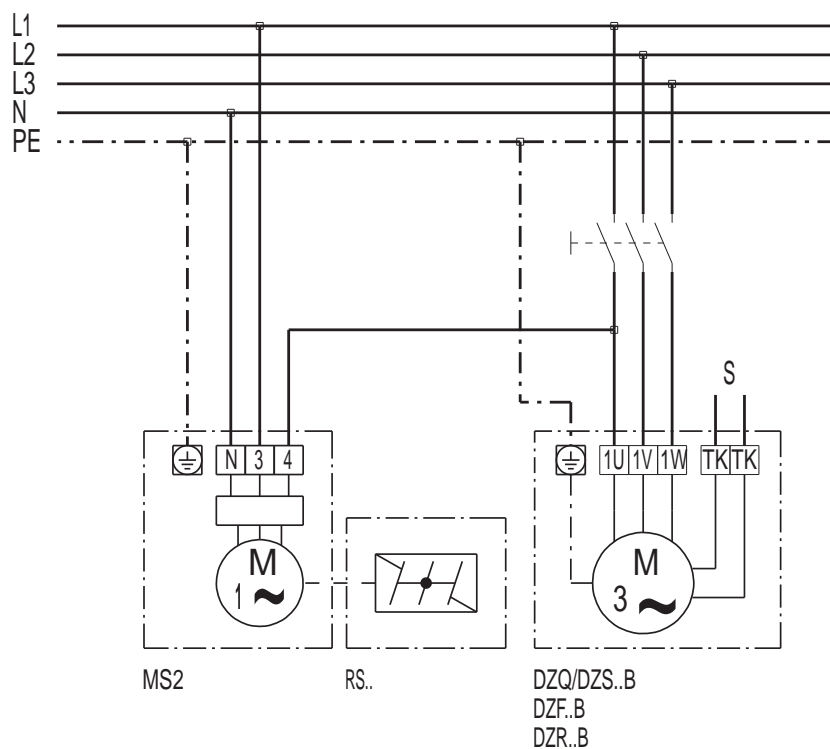 L1
L2
L3
N
PE
S
N 3 4
1U 1V 1W TK TK
M
1
M
3
MS2
RS..
DZQ/DZS..B
DZF..B
DZR..B